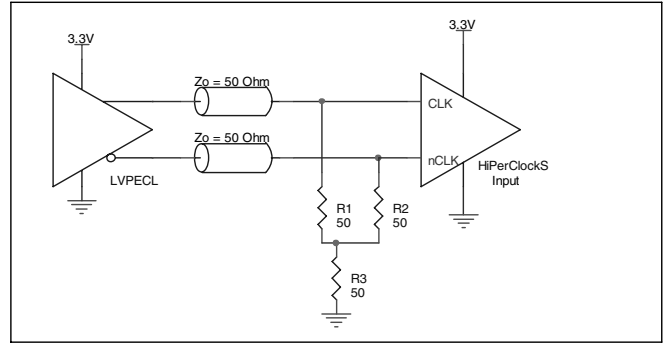 3.3V
3.3V
Zo = 50 Ohm
CLK
Zo = 50 Ohm
nCLK
HiPerClockS
Input
LVPECL
R1
50
R2
50
R3
50